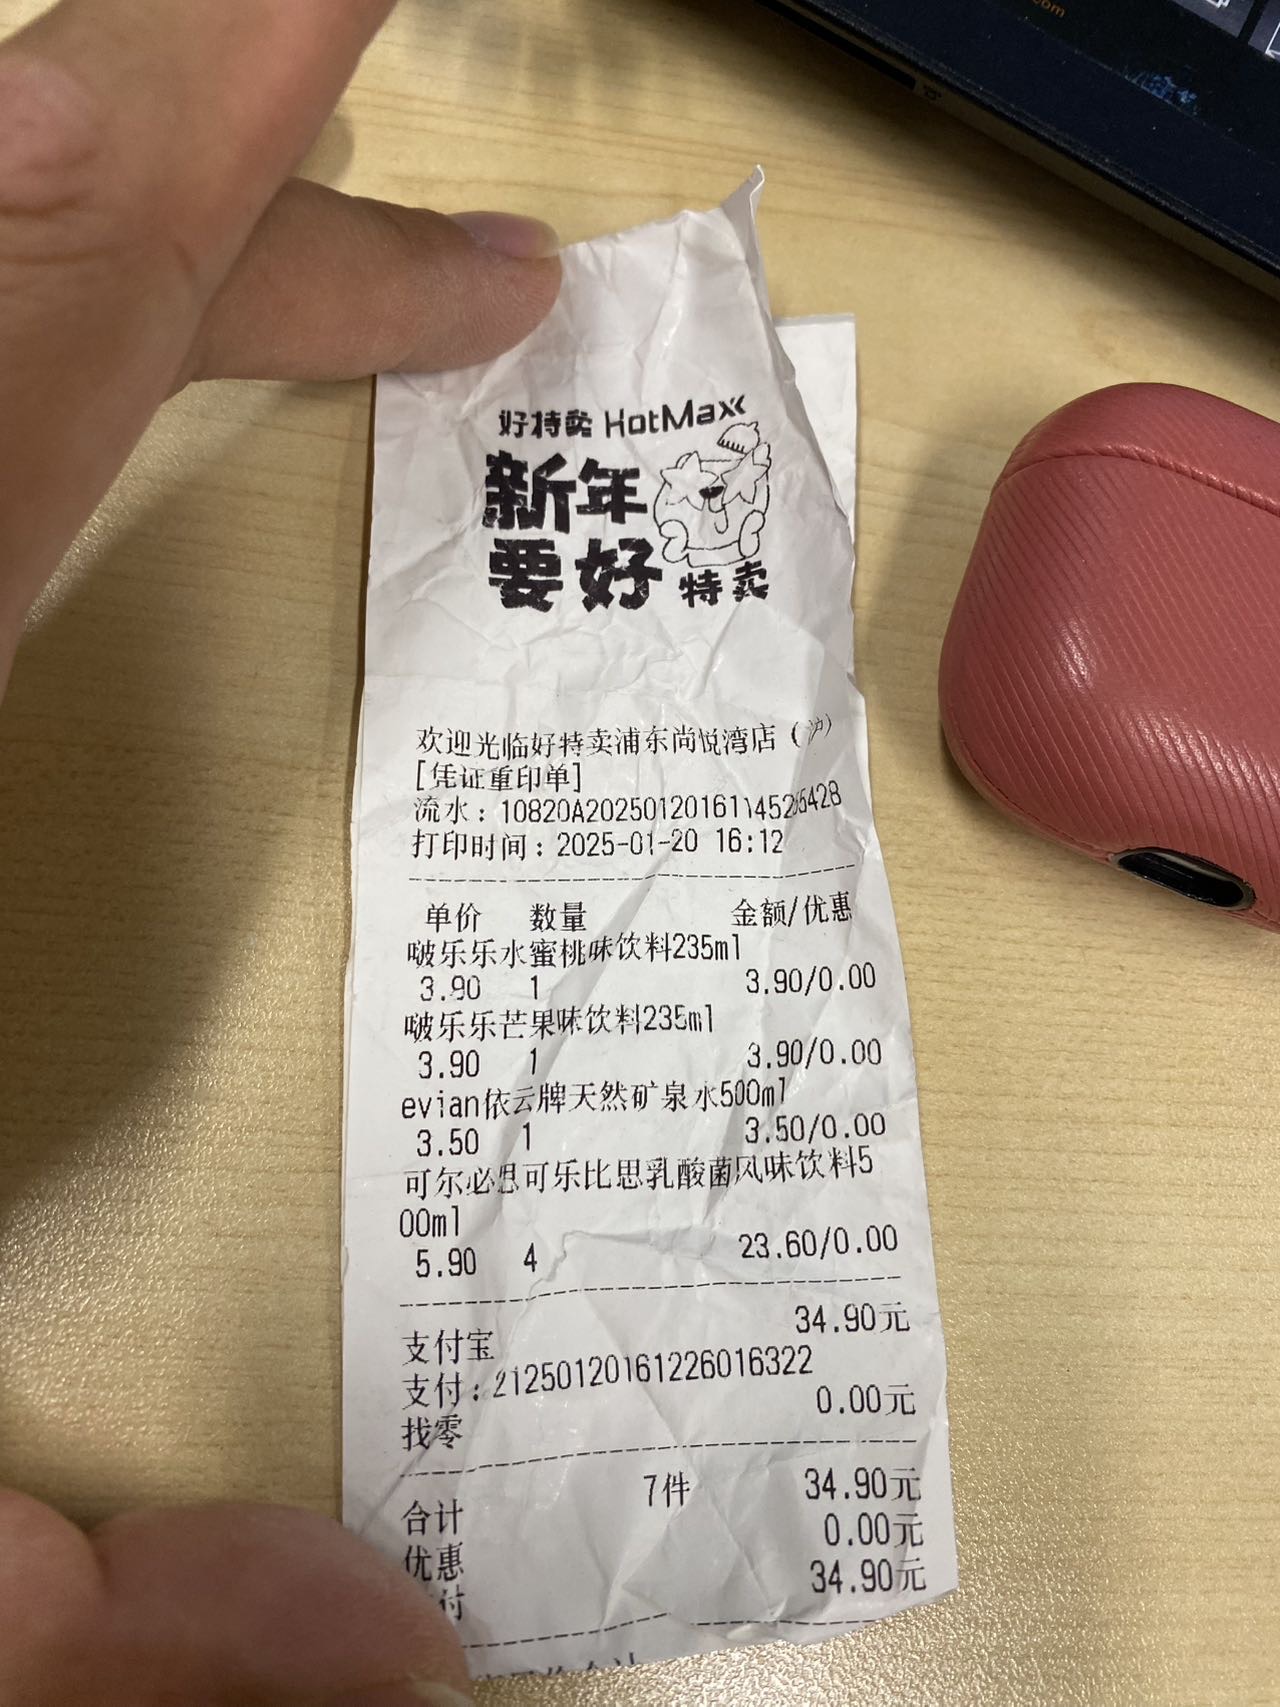 com
好特卖 HotMaxx
新年
要好 特卖
欢迎光临好特卖浦东尚悦湾店（沪）
[凭证重印单]
流水：10820A20250120161145265428
打印时间：2025-01-20 16:12
单价 数量 金额/优惠
啵乐乐水蜜桃味饮料235ml
3.90 1 3.90/0.00
啵乐乐芒果味饮料235ml
3.90 1 3.90/0.00
evian依云牌天然矿泉水500ml
3.50 1 3.50/0.00
可尔必思可乐比思乳酸菌风味饮料5
00ml
5.90 4 23.60/0.00
支付宝 34.90元
支付：21250120161226016322
找零 0.00元
合计 7件 34.90元
优惠 0.00元
付 34.90元